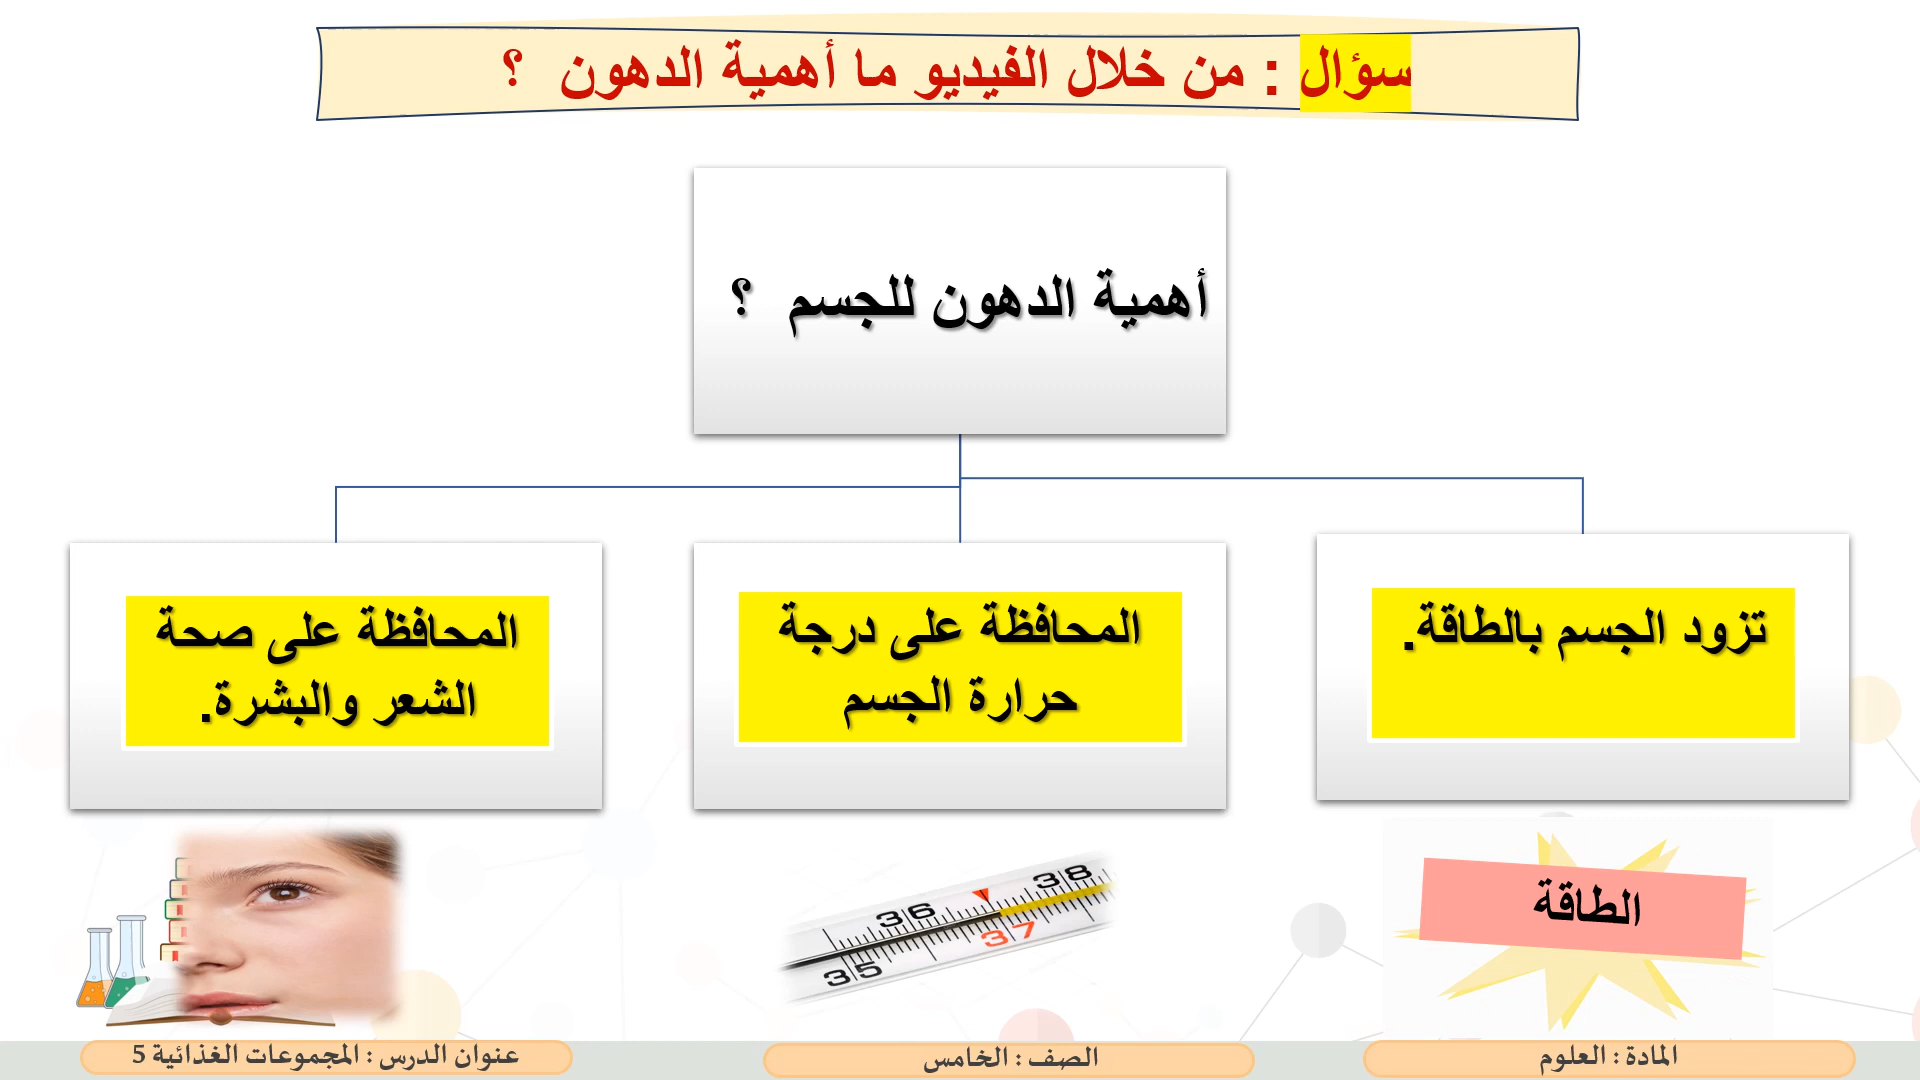 سؤال : من خلال الفيديو ما أهمية الدهون ؟
أهمية الدهون للجسم ؟
تزود الجسم بالطاقة.
المحافظة على درجة
حرارة الجسم
المحافظة على صحة
الشعر والبشرة.
الطاقة
38
36
37
35
المادة : العلوم
الصف : الخامس
عنوان الدرس : المجموعات الغذائية 5